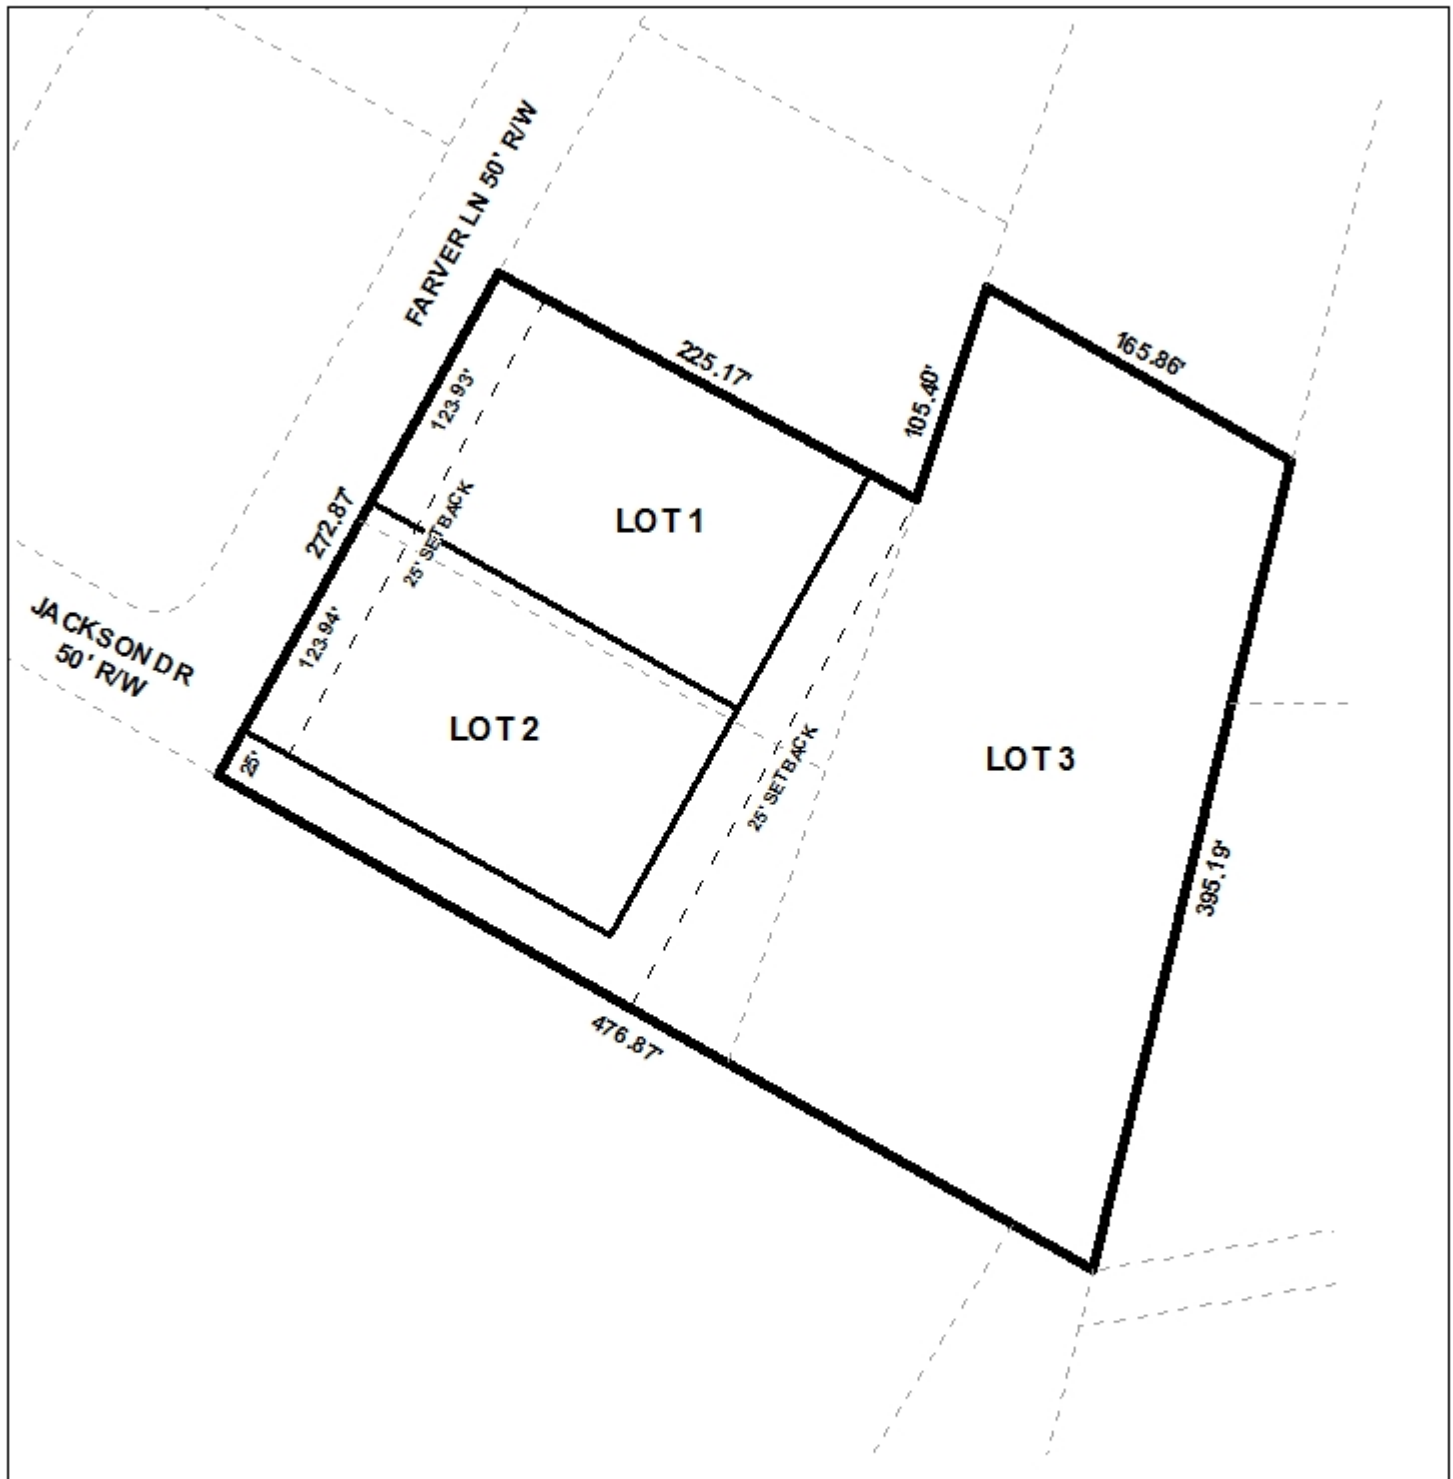 FARVER LN 50' R/W
225.17'
165.86'
105.40'
123.93'
LOT 1
272.87'
25' SETBACK
123.94'
JACKSON DR
50' R/W
LOT 2
25'
25' SETBACK
LOT 3
395.19'
476.87'